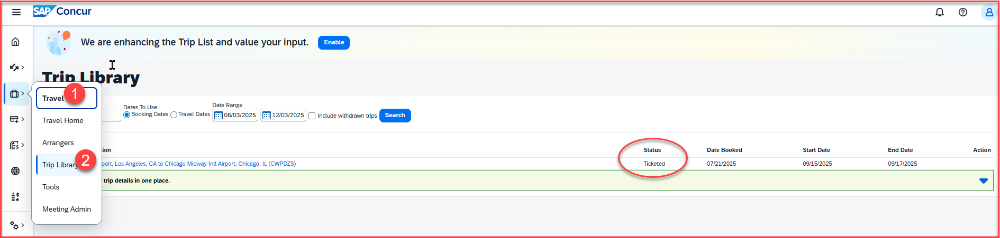 SAP Concur
We are enhancing the Trip List and value your input. Enable
Trip Library
1
Travel
Travel Home
Arrangers
2
Trip Library
Tools
Meeting Admin
Dates To Use:
Booking Dates Travel Dates
Date Range
06/03/2025 12/03/2025 Include withdrawn trips Search
Status Date Booked Start Date End Date Action
Los Angeles, CA to Chicago Midway Intl Airport, Chicago, IL (CWPDZS) Ticketed 07/21/2025 09/15/2025 09/17/2025
trip details in one place.